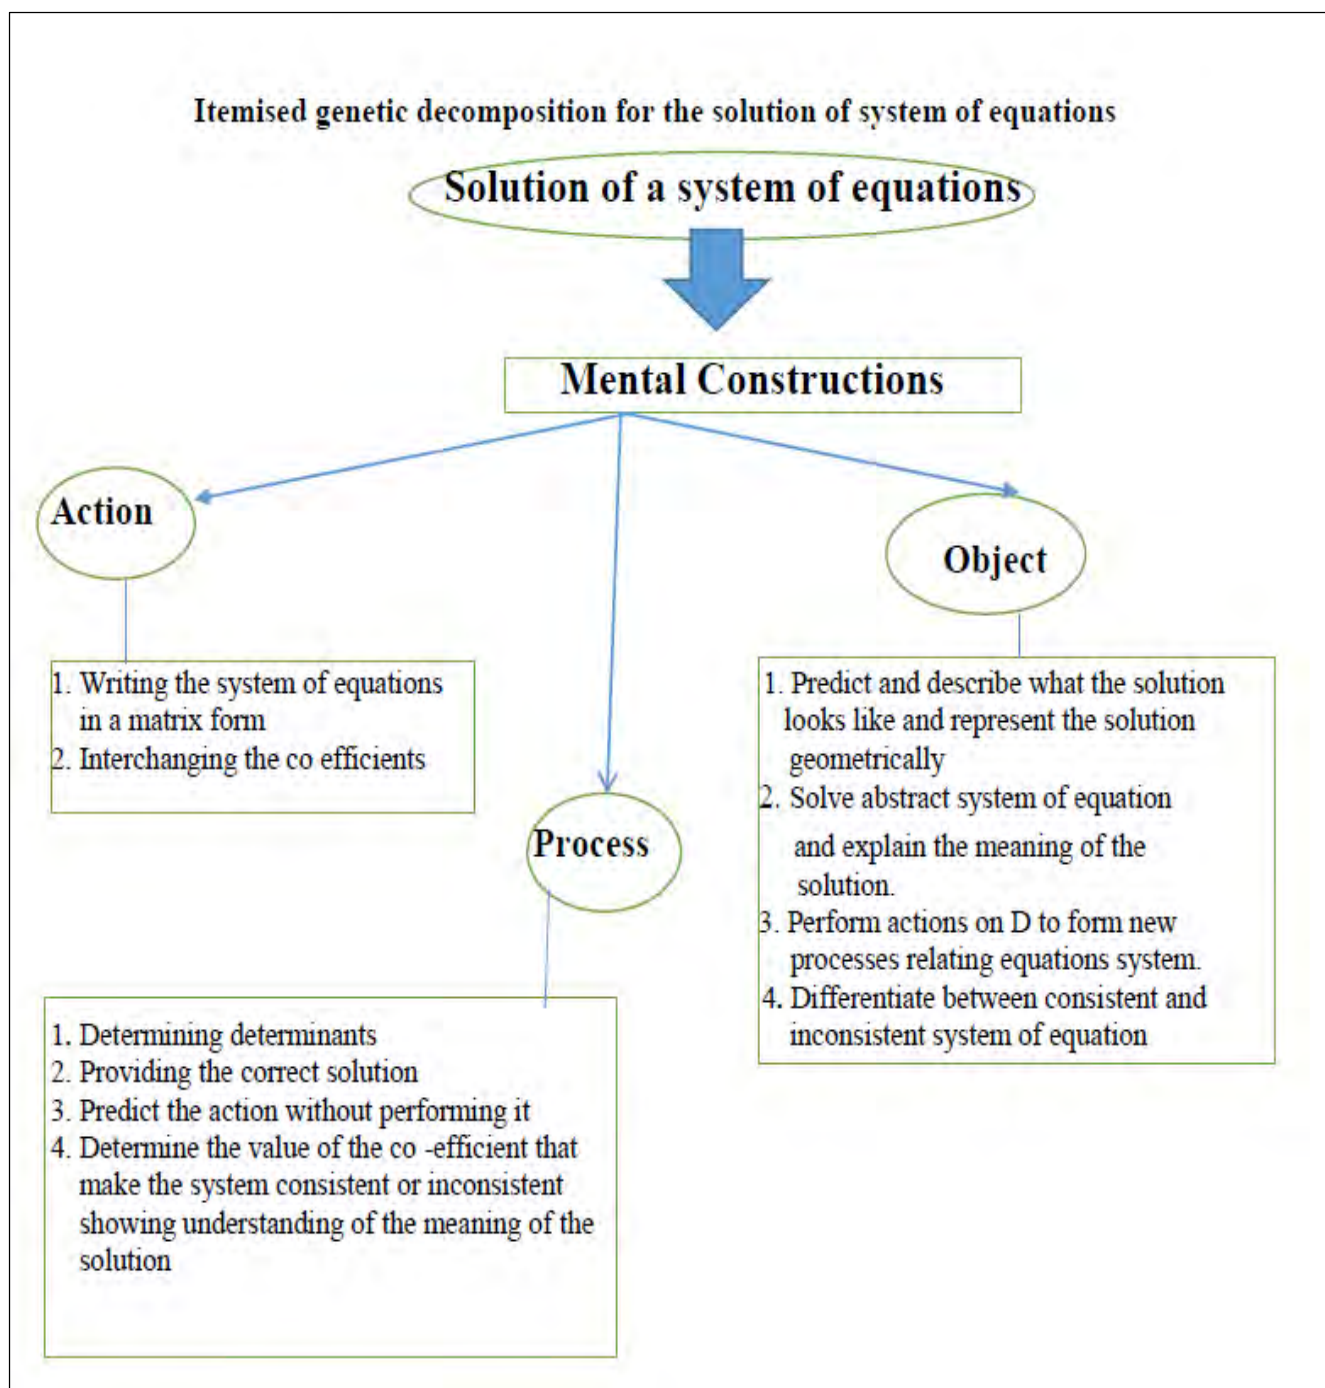 Itemised genetic decomposition for the solution of system of equations
Solution of a system of equations
Mental Constructions
Action
1. Writing the system of equations
in a matrix form
2. Interchanging the co efficients
Process
1. Determining determinants
2. Providing the correct solution
3. Predict the action without performing it
4. Determine the value of the co -efficient that
make the system consistent or inconsistent
showing understanding of the meaning of the
solution
Object
1. Predict and describe what the solution
looks like and represent the solution
geometrically
2. Solve abstract system of equation
and explain the meaning of the
solution.
3. Perform actions on D to form new
processes relating equations system.
4. Differentiate between consistent and
inconsistent system of equation